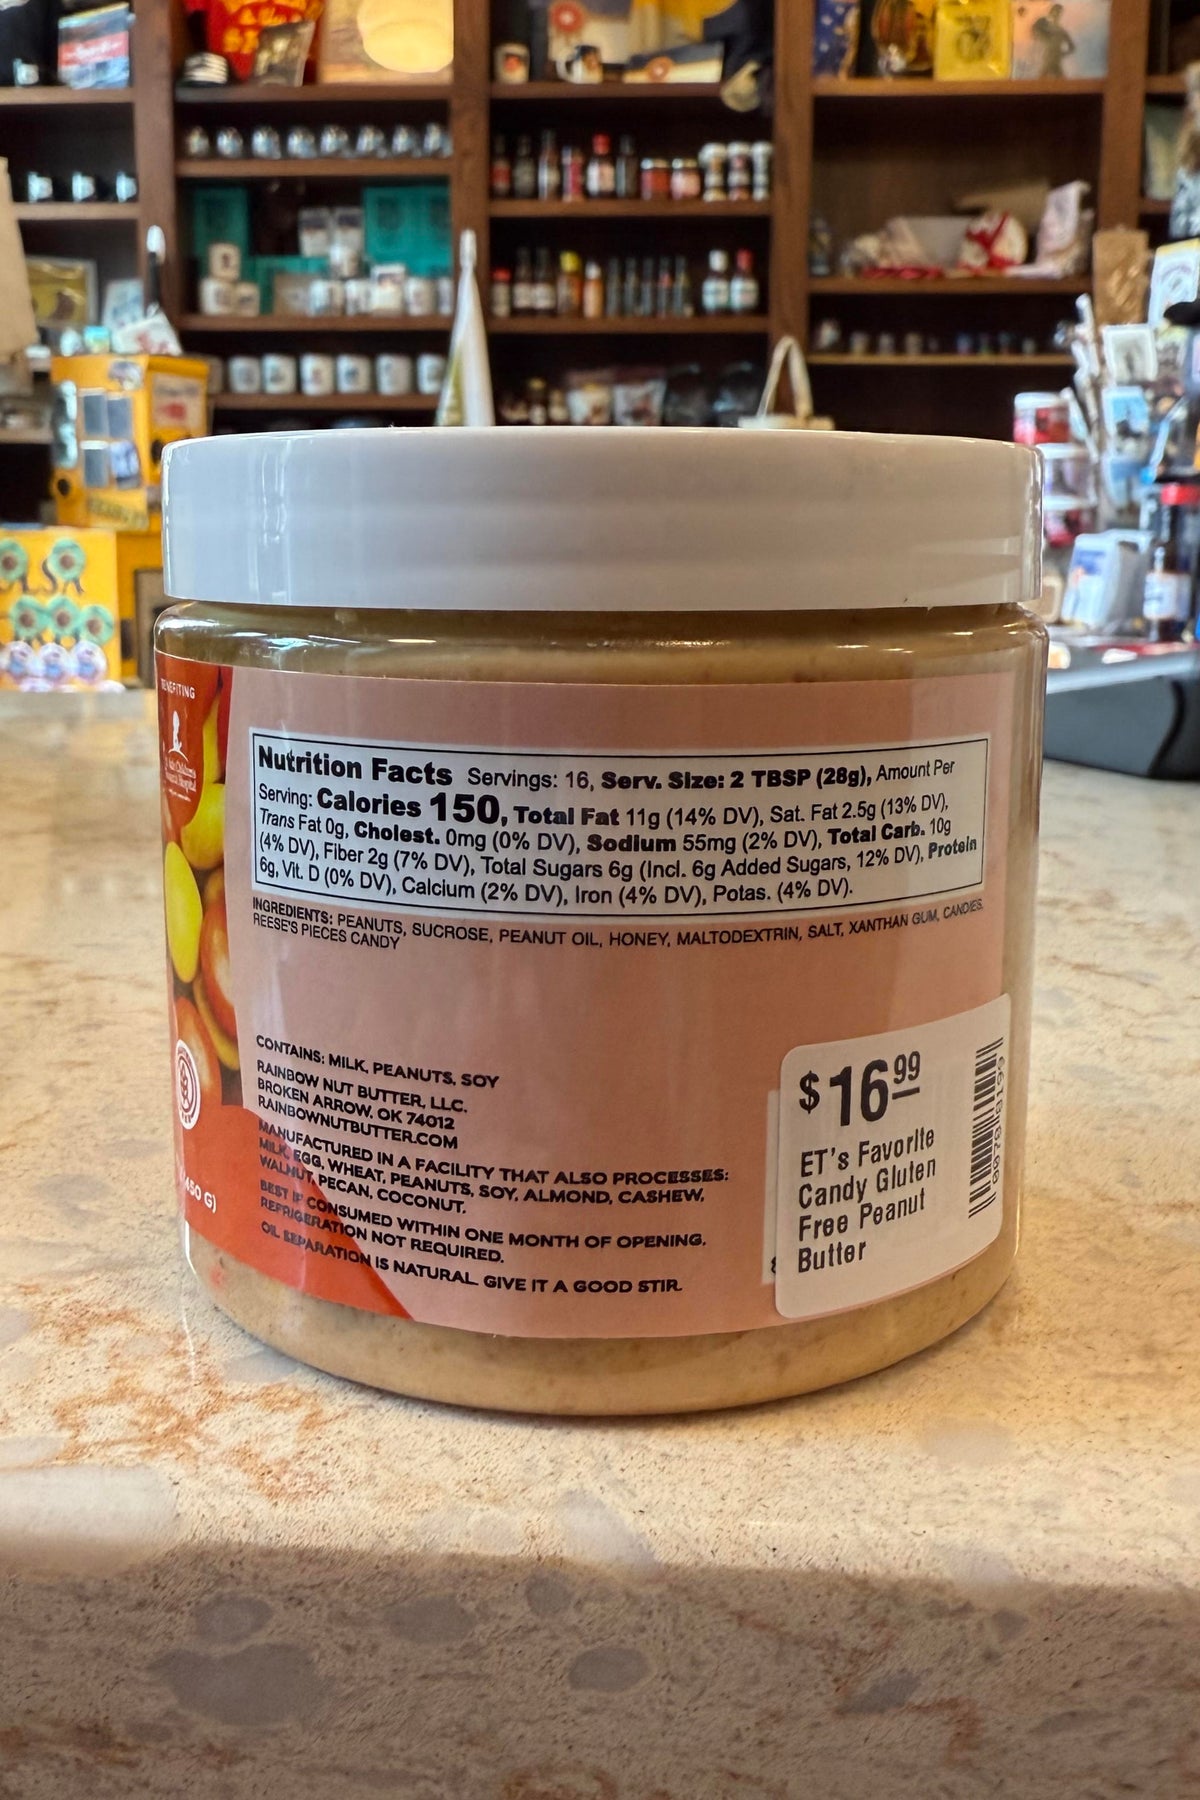 BENEFITING
Nutrition Facts Servings: 16, Serv. Size: 2 TBSP (28g), Amount Per
Serving: Calories 150, Total Fat 11g (14% DV), Sat. Fat 2.5g (13% DV),
Trans Fat 0g, Cholest. 0mg (0% DV), Sodium 55mg (2% DV), Total Carb. 10g
(4% DV), Fiber 2g (7% DV), Total Sugars 6g (Incl. 6g Added Sugars, 12% DV), Protein
6g, Vit. D (0% DV), Calcium (2% DV), Iron (4% DV), Potas. (4% DV).
INGREDIENTS: PEANUTS, SUCROSE, PEANUT OIL, HONEY, MALTODEXTRIN, SALT, XANTHAN GUM, CANDIES.
REESE'S PIECES CANDY
CONTAINS: MILK, PEANUTS, SOY
RAINBOW NUT BUTTER, LLC.
BROKEN ARROW, OK 74012
RAINBOWNUTBUTTER.COM
MANUFACTURED IN A FACILITY THAT ALSO PROCESSES:
MILK, EGG, WHEAT, PEANUTS, SOY, ALMOND, CASHEW,
WALNUT, PECAN, COCONUT.
BEST IF CONSUMED WITHIN ONE MONTH OF OPENING.
REFRIGERATION NOT REQUIRED.
OIL SEPARATION IS NATURAL. GIVE IT A GOOD STIR.
450 G)
$16.99
ET's Favorite
Candy Gluten
Free Peanut
Butter